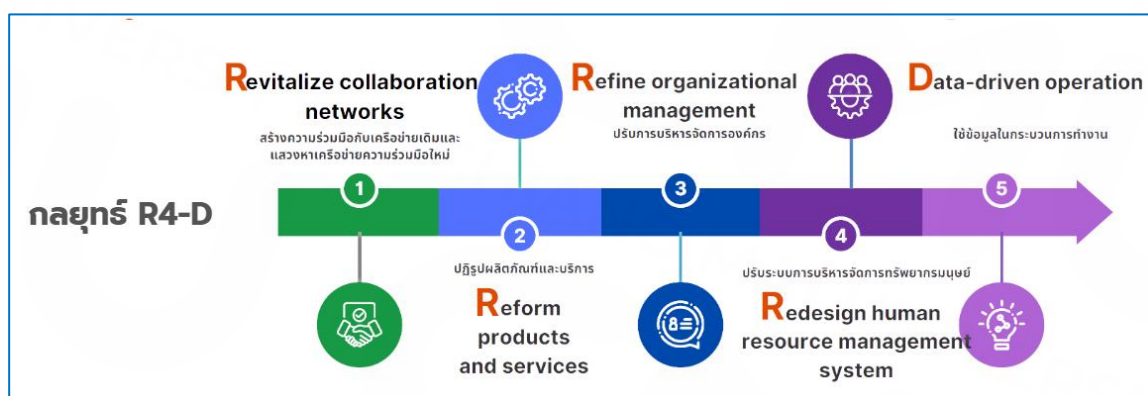 Revitalize collaboration
networks
สร้างความร่วมมือกับเครือข่ายเดิมและ
แสวงหาเครือข่ายความร่วมมือใหม่
Refine organizational
management
ปรับการบริหารจัดการองค์กร
Data-driven operation
ใช้ข้อมูลในกระบวนการทำงาน
กลยุทธ์ R4-D
1
2
3
4
5
ปฏิรูปผลิตภัณฑ์และบริการ
Reform
products
and services
ปรับระบบการบริหารจัดการทรัพยากรมนุษย์
Redesign human
resource management
system
8